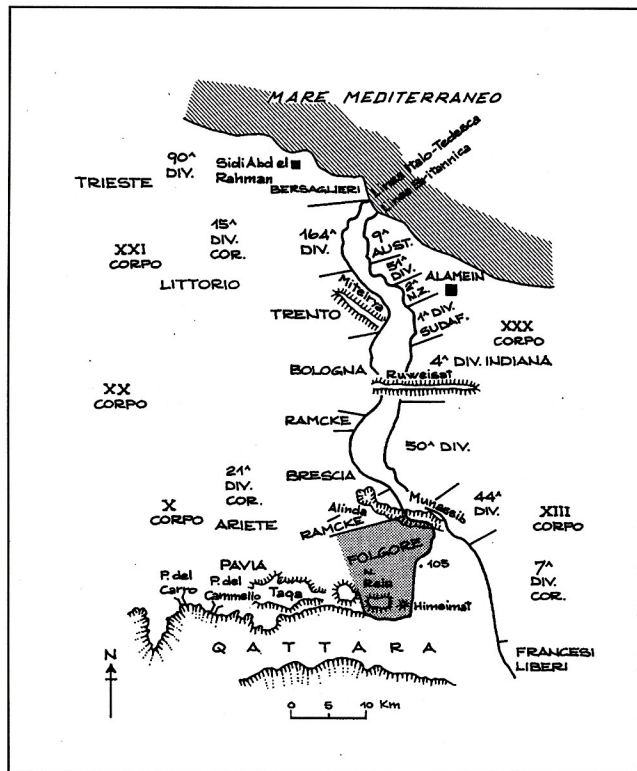 MARE MEDITERRANEO
Linea Italo-Tedesca
Linea Britannica
90^ DIV.
Sidi Abd el
Rahman
TRIESTE
BERSAGLIERI
XXI
CORPO
15^
DIV.
COR.
164^
DIV.
9^
AUST.
51^
DIV.
2^
N.Z.
ALAMEIN
LITTORIO
Miteirya
TRENTO
1^ DIV.
SUDAF.
XXX
CORPO
4^ DIV. INDIANA
BOLOGNA
Ruweisat
XX
CORPO
RAMCKE
50^ DIV.
BRESCIA
21^
DIV.
COR.
X
CORPO
ARIETE
Alinda
RAMCKE
Munassib
44^
DIV.
XIII
CORPO
FOLGORE
105
7^
DIV.
COR.
PAVIA
P. del
Carro
P. del
Cammello
Taqa
Himeimat
QATTARA
FRANCESI
LIBERI
N
0 5 10 Km